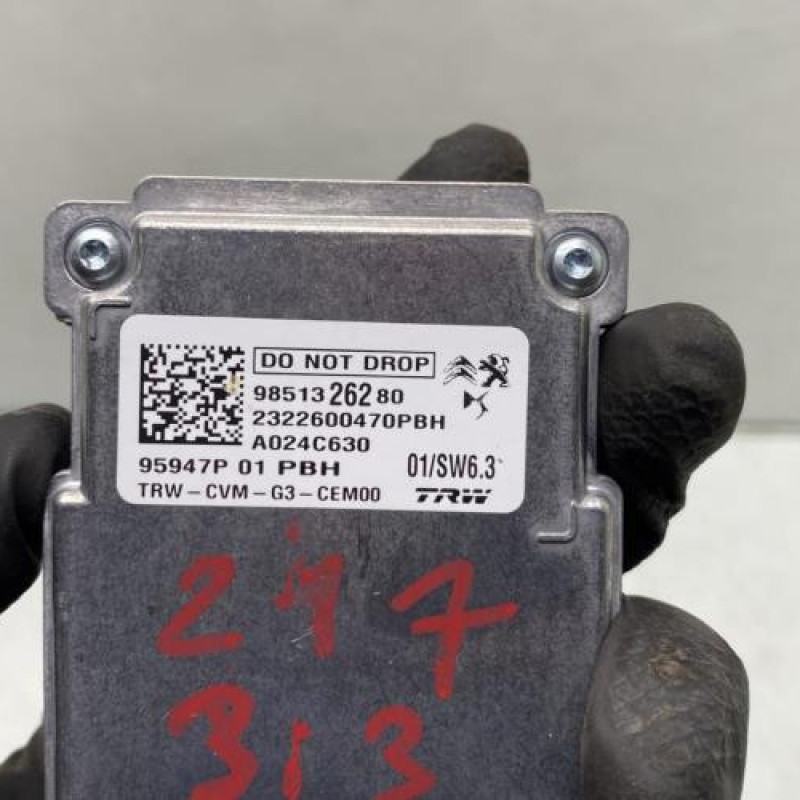 DO NOT DROP
98513 262 80
2322600470PBH
A024C630
95947P 01 PBH 01/SW6.3
TRW-CVM-G3-CEM00 TRW